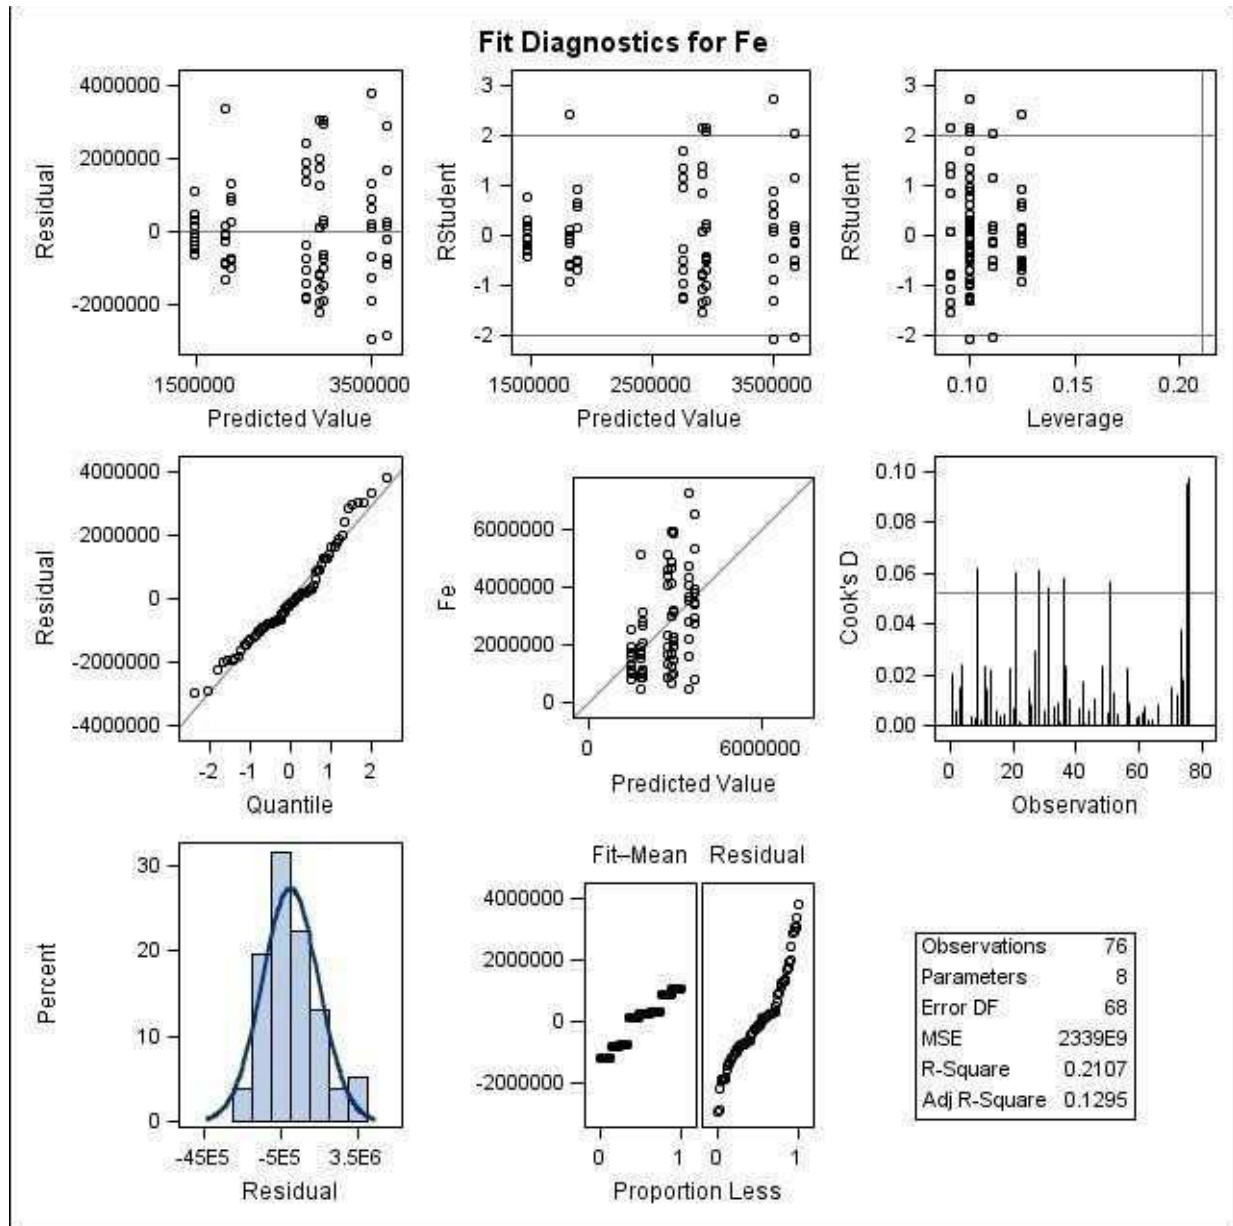 Fit Diagnostics for Fe
4000000
2000000
0
-2000000
Residual
1500000
3500000
Predicted Value
3
2
1
0
-1
-2
RStudent
1500000
2500000
3500000
Predicted Value
3
2
1
0
-1
-2
RStudent
0.10
0.15
0.20
Leverage
4000000
2000000
0
-2000000
-4000000
Residual
-2
-1
0
1
2
Quantile
6000000
4000000
2000000
0
Fe
0
6000000
Predicted Value
0.10
0.08
0.06
0.04
0.02
0.00
Cook's D
0
20
40
60
80
Observation
30
20
10
0
Percent
-45E5
-5E5
3.5E6
Residual
Fit–Mean
Residual
4000000
2000000
0
-2000000
0
1
0
1
Proportion Less
Observations 76
Parameters 8
Error DF 68
MSE 2339E9
R-Square 0.2107
Adj R-Square 0.1295